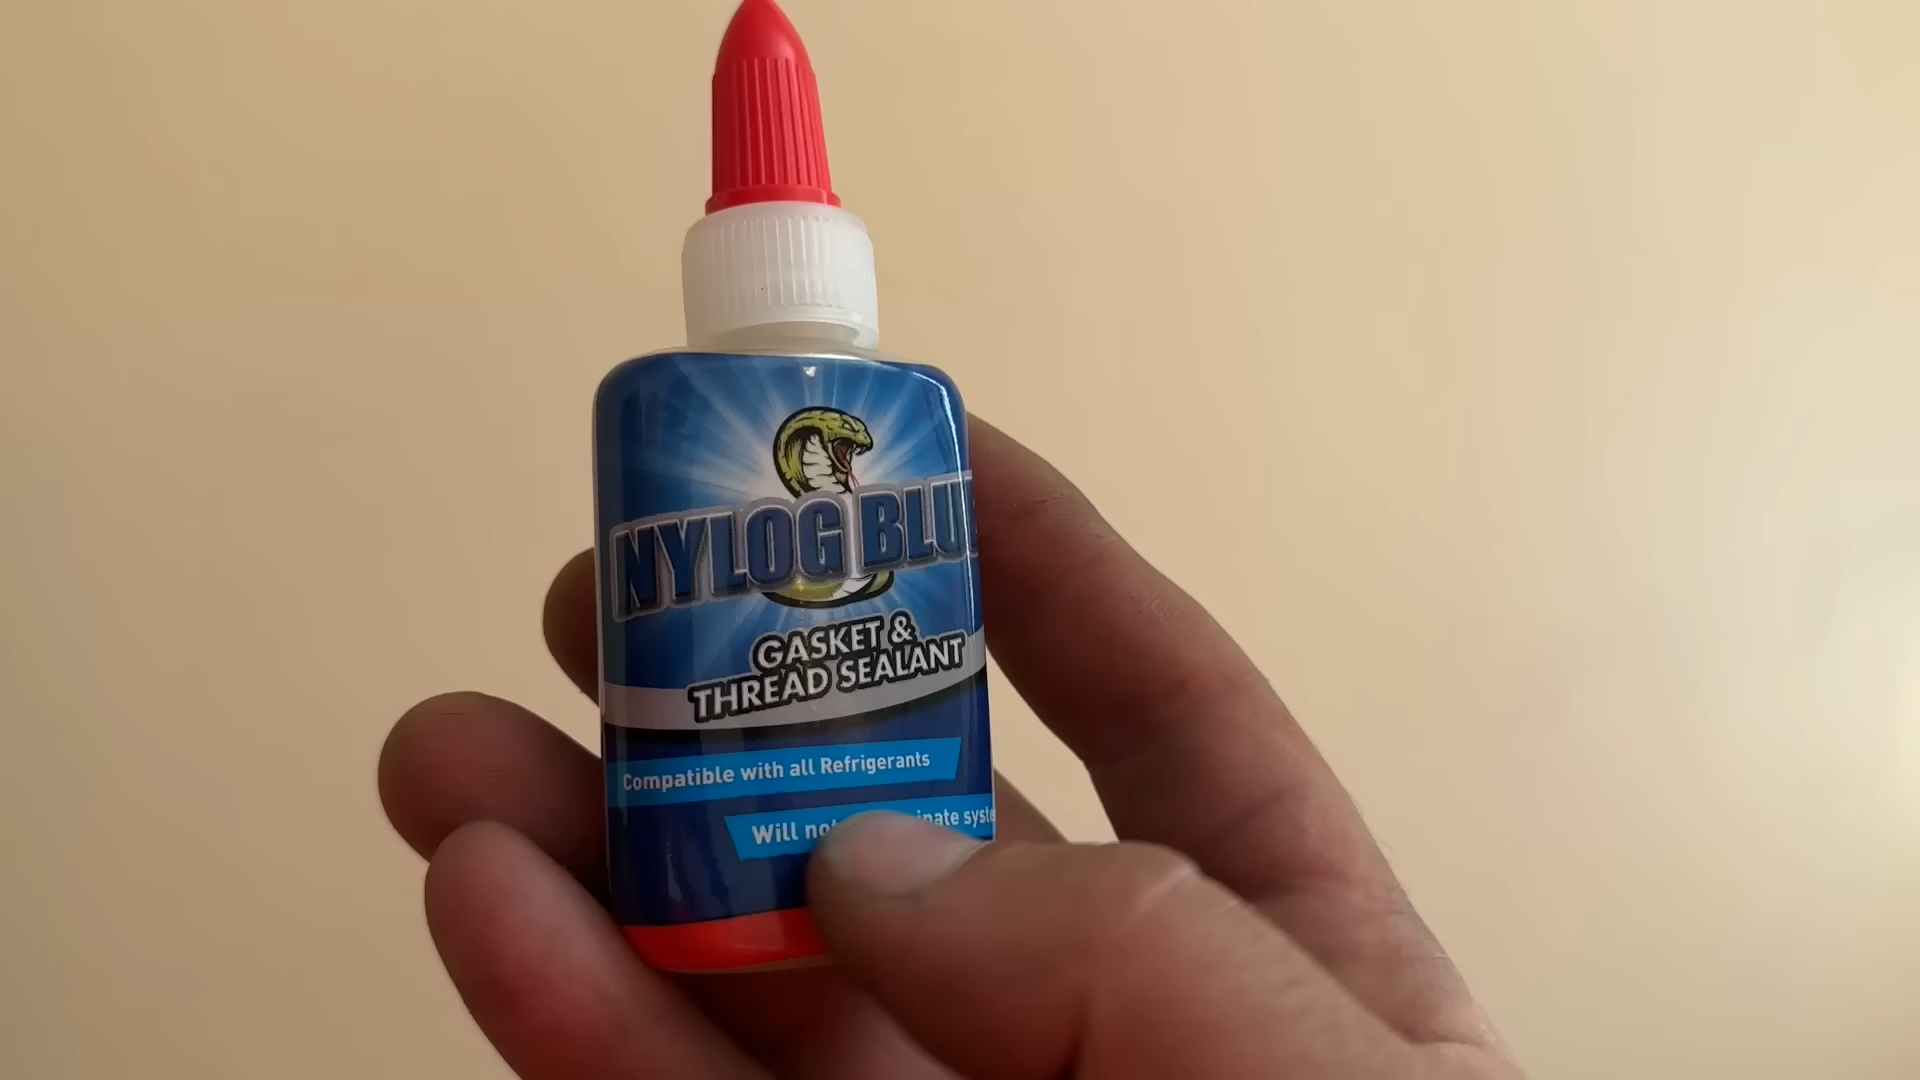 NYLOG BLU
GASKET &
THREAD SEALANT
Compatible with all Refrigerants
Will not